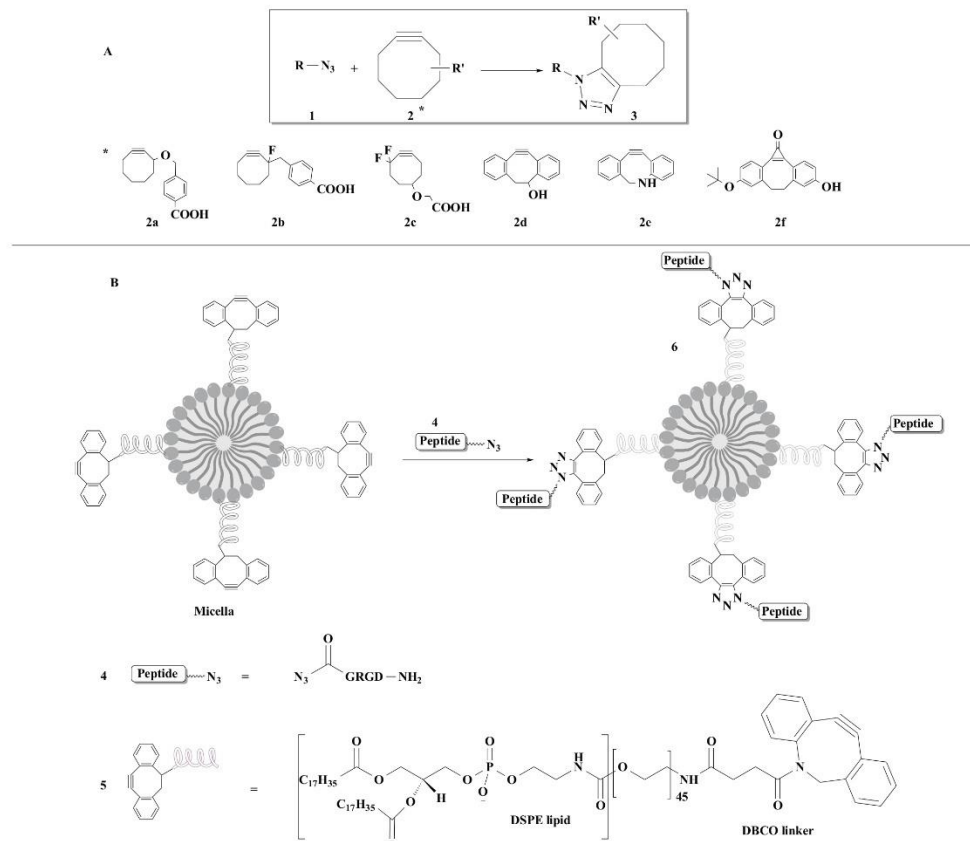 A
R'
R'
R—N3 + R
N
N=N
1 2 * 3
*
O
COOH
2a
F
COOH
2b
F
F
O
COOH
2c
OH
2d
NH
2e
O
O
OH
2f
B
Peptide
N N N
6
4
Peptide N3
Peptide
N N N
N N N
Peptide
N N N
Peptide
Micella
4 Peptide N3 = N3 O GRGD—NH2
5 =
C17H35 O O O P O O- O H N O O 45 H N O O N
C17H35 O H
DSPE lipid
DBCO linker